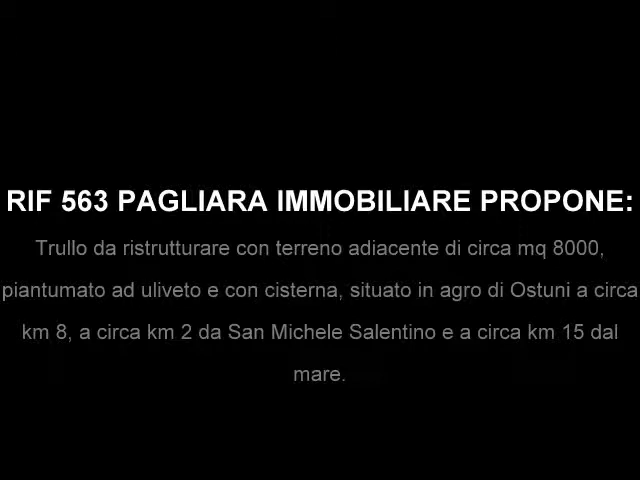 RIF 563 PAGLIARA IMMOBILIARE PROPONE:
Trullo da ristrutturare con terreno adiacente di circa mq 8000,
piantumato ad uliveto e con cisterna, situato in agro di Ostuni a circa
km 8, a circa km 2 da San Michele Salentino e a circa km 15 dal
mare.